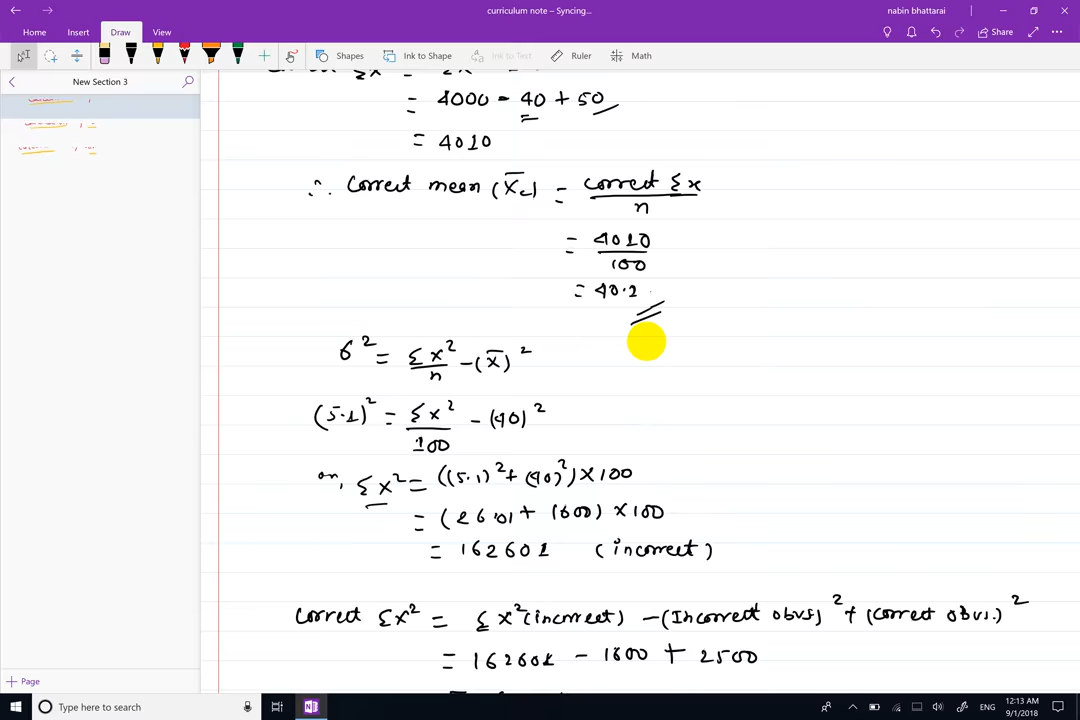 curriculum note – Syncing...
nabin bhattarai
Home Insert Draw View
Share
Shapes Ink to Shape Ink to Text Ruler Math
New Section 3
= 4000 - 40 + 50
= 4010
∴ Correct mean (X̄c) = correct Σx / n
= 4010 / 100
= 40.1
σ² = Σx² / n - (x̄)²
(5.1)² = Σx² / 100 - (40)²
or, Σx² = ((5.1)² + (40)²) × 100
= (26.01 + 1600) × 100
= 162601 (incorrect)
Correct Σx² = Σx² (incorrect) - (Incorrect obvs)² + (Correct obvs.)²
= 162601 - 1600 + 2500
+ Page
Type here to search
ENG
12:13 AM
9/1/2018